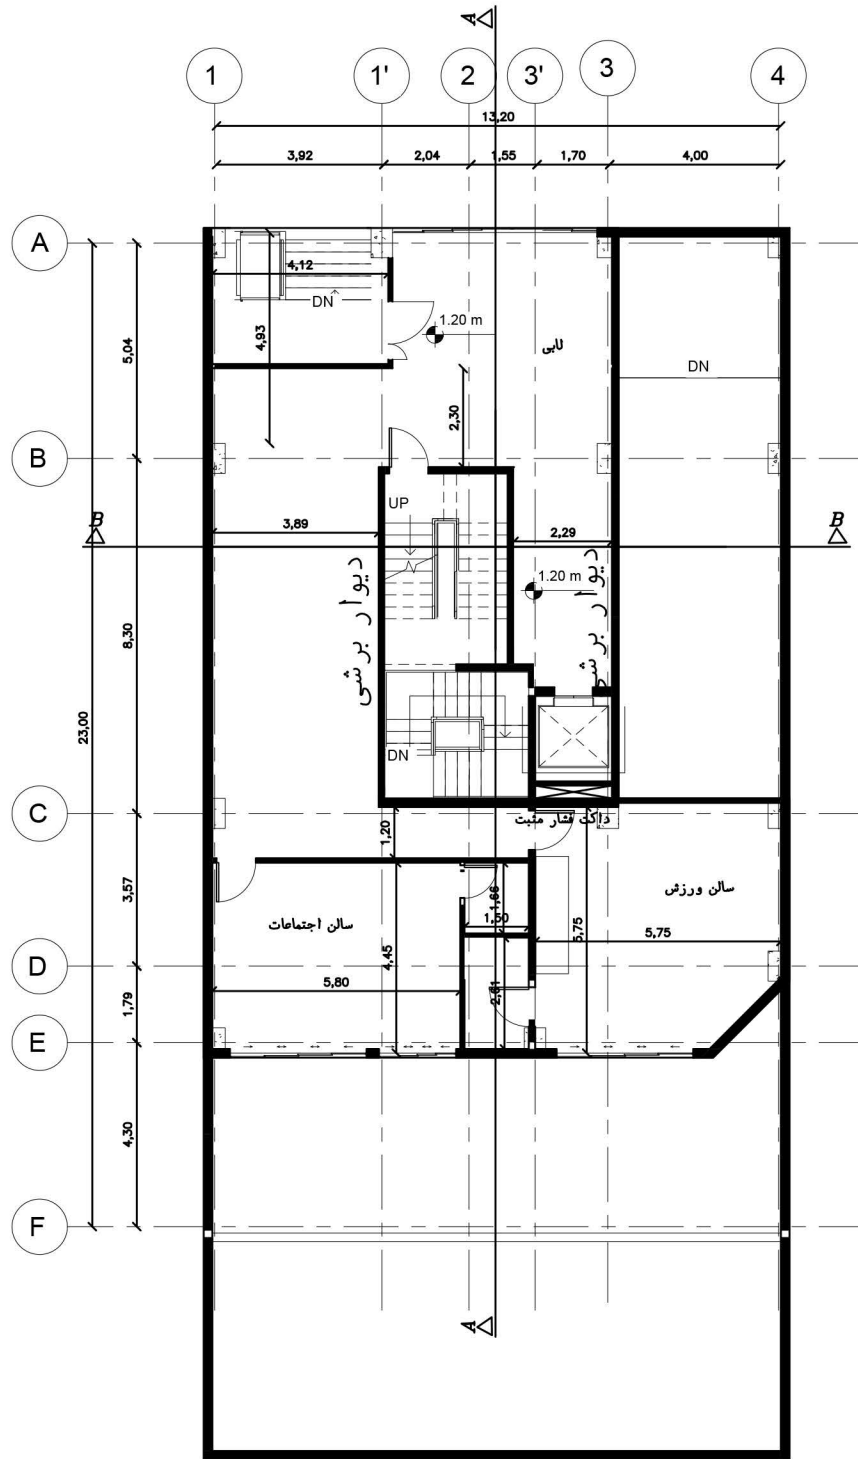 A
1
1'
2
3'
3
4
13,20
3,92
2,04
1,55
1,70
4,00
A
4,12
DN
1.20 m
4,93
5,04
لابی
DN
2,30
B
UP
3,89
2,29
B
B
دیوار برشی
دیوار برش
1.20 m
8,30
23,00
DN
C
داکت فشار مثبت
1,20
3,57
1,66
سالن ورزش
1,50
سالن اجتماعات
5,75
4,45
5,75
D
5,80
2,61
1,79
E
4,30
F
A